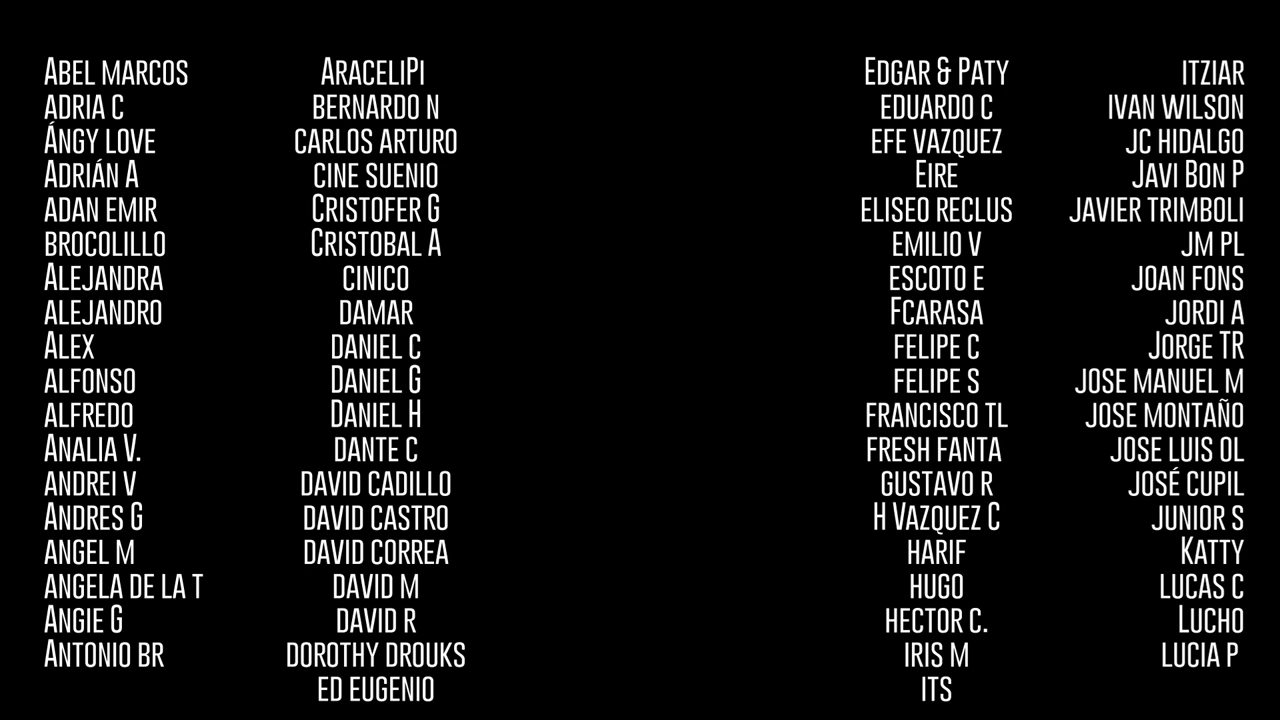 Abel marcos
adria c
Ángy love
Adrián A
adan emir
brocolillo
Alejandra
alejandro
Alex
alfonso
alfredo
Analia V.
andrei v
Andres G
angel m
angela de la t
Angie G
Antonio br
AraceliPi
bernardo n
carlos arturo
cine suenio
Cristofer G
Cristobal A
cinico
damar
daniel c
Daniel G
Daniel H
dante c
david cadillo
david castro
david correa
david m
david r
dorothy drouks
ed eugenio
Edgar & Paty
eduardo c
efe vazquez
Eire
eliseo reclus
emilio v
escoto e
Fcarasa
felipe c
felipe s
francisco tl
fresh fanta
gustavo r
H Vazquez C
harif
hugo
hector c.
iris m
its
itziar
ivan wilson
jc hidalgo
Javi Bon P
javier trimboli
jm pl
joan fons
jordi a
Jorge TR
jose manuel m
jose montaño
jose luis ol
josé cupil
junior s
Katty
lucas c
Lucho
lucia p